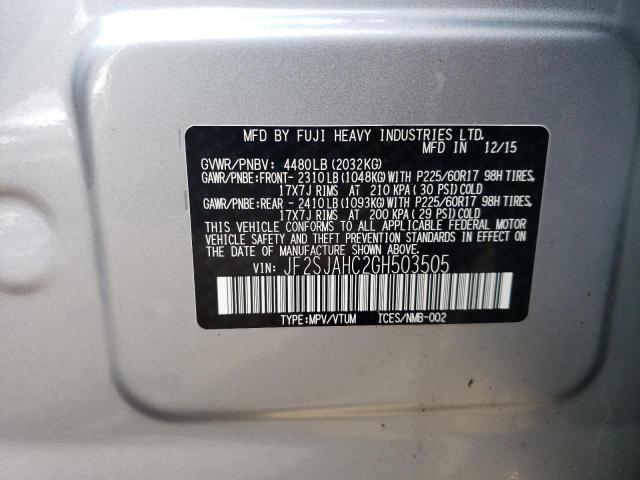 MFD BY FUJI HEAVY INDUSTRIES LTD.
MFD IN 12/15
GVWR/PNBV: 4480LB (2032KG)
GAWR/PNBE:FRONT- 2310LB (1048KG)WITH P225/60R17 98H TIRES,
17X7J RIMS AT 210 KPA ( 30 PSI) COLD
GAWR/PNBE:REAR - 2410LB (1093KG)WITH P225/60R17 98H TIRES,
17X7J RIMS AT 200 KPA ( 29 PSI) COLD
THIS VEHICLE CONFORMS TO ALL APPLICABLE FEDERAL MOTOR
VEHICLE SAFETY AND THEFT PREVENTION STANDARDS IN EFFECT ON
THE DATE OF MANUFACTURE SHOWN ABOVE.
VIN: JF2SJAHC2GH503505
TYPE:MPV/VTUM ICES/NMB-002